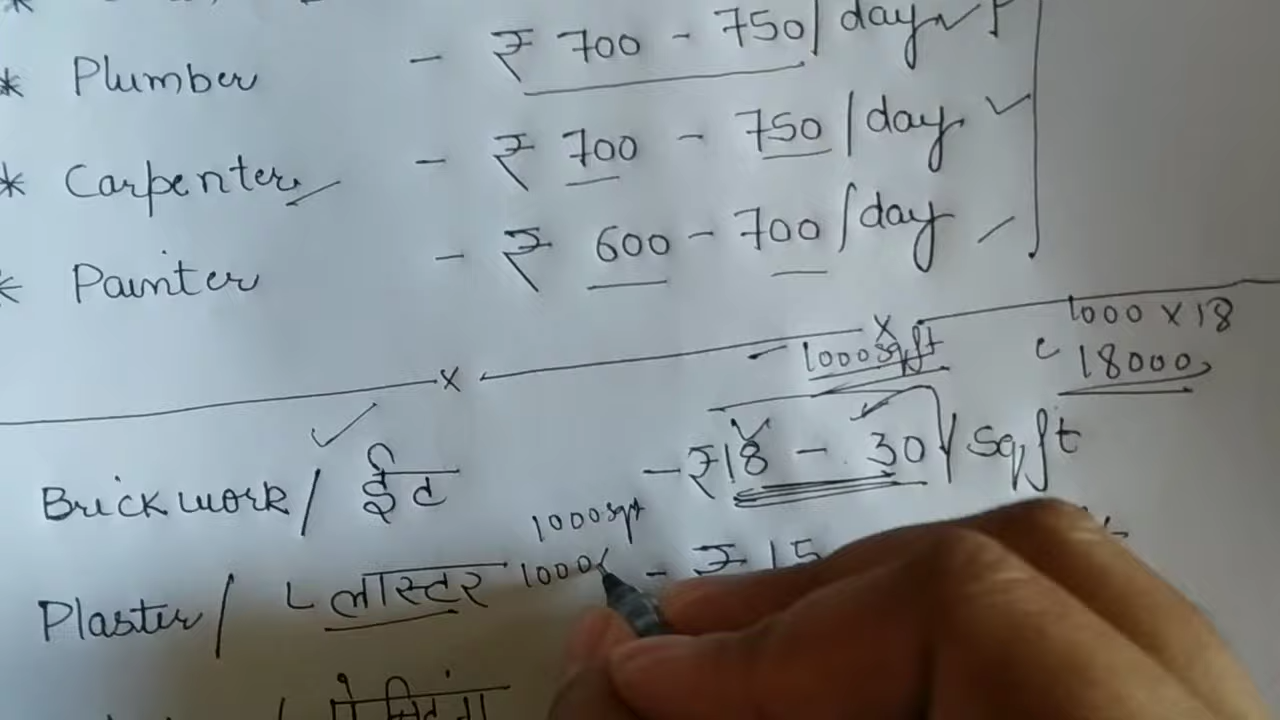 * Plumber - ₹ 700 - 750/day
* Carpenter - ₹ 700 - 750/day
* Painter - ₹ 600 - 700/day
x x
1000 sqft 1000 x 18
18000
Brickwork / ईट - ₹18 - 30/sqft
1000 sqft
Plaster / प्लास्टर 1000 - ₹ 15